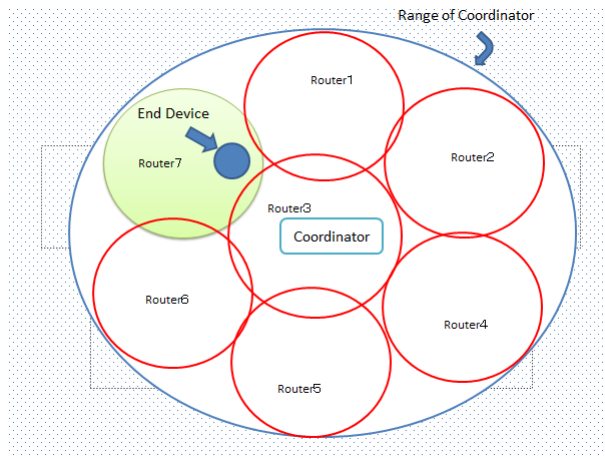 Range of Coordinator
Router1
End Device
Router7
Router2
Router3
Coordinator
Router6
Router4
Router5